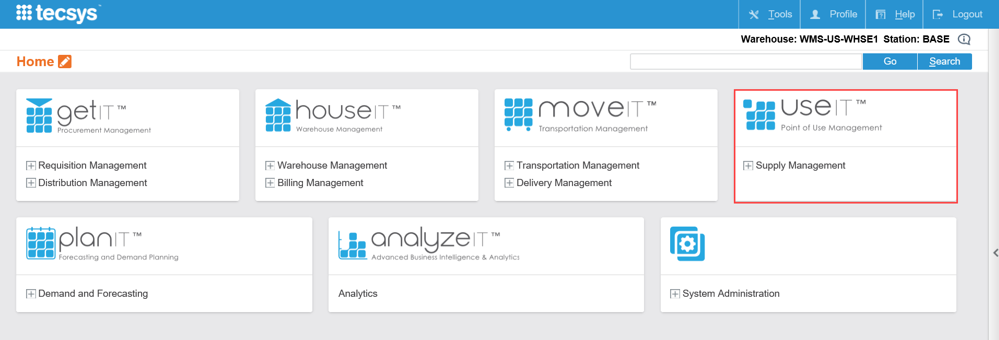 tecsys
Tools Profile Help Logout
Warehouse: WMS-US-WHSE1 Station: BASE
Home
Go Search
getIT™
Procurement Management
Requisition Management
Distribution Management
houseIT™
Warehouse Management
Warehouse Management
Billing Management
moveIT™
Transportation Management
Transportation Management
Delivery Management
useIT™
Point of Use Management
Supply Management
planIT™
Forecasting and Demand Planning
Demand and Forecasting
analyzeIT™
Advanced Business Intelligence & Analytics
Analytics
System Administration